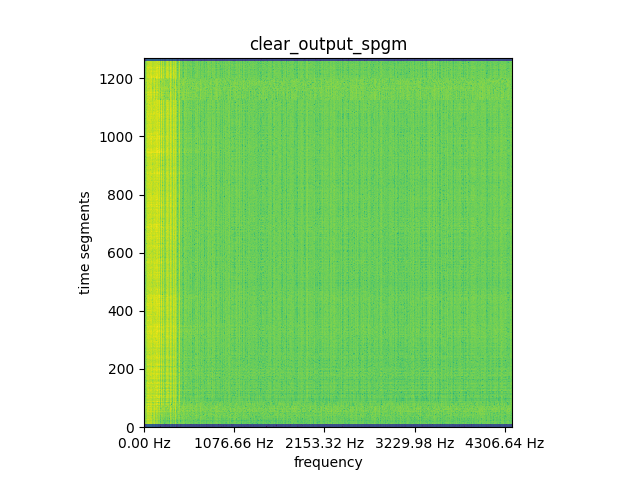 clear_output_spgm
1200
1000
800
600
400
200
0
time segments
0.00 Hz 1076.66 Hz 2153.32 Hz 3229.98 Hz 4306.64 Hz
frequency